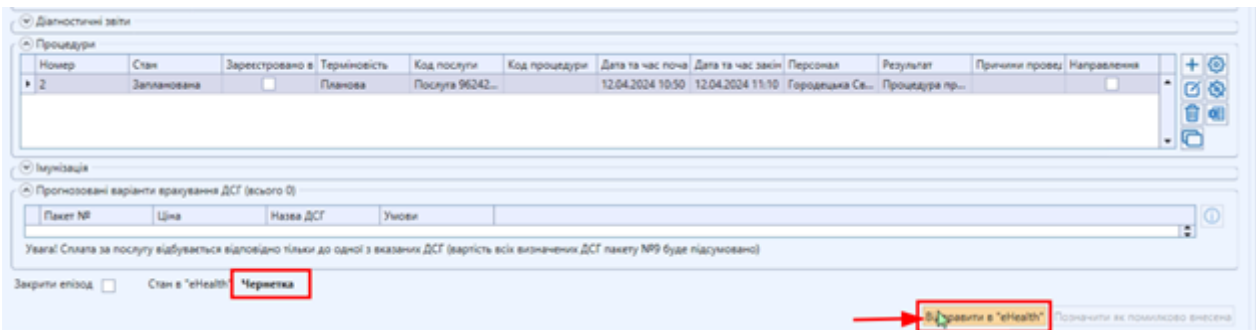 Діагностичні звіти
Процедури
Номер Стан Зареєстровано в Терміновість Код послуги Код процедури Дата та час поча Дата та час закін Персонал Результат Причини провед Направлення
2 Запланована Планова Послуга 96242... 12.04.2024 10:50 12.04.2024 11:10 Городецька Се... Процедура пр...
Імунізація
Прогнозовані варіанти врахування ДСГ (всього 0)
Пакет № Ціна Назва ДСГ Умови
Увага! Сплата за послугу відбувається відповідно тільки до одної з вказаних ДСГ (вартість всіх визначених ДСГ пакету №9 буде підсумовано)
Закрити епізод Стан в "eHealth" Чернетка
Відправити в "eHealth" Позначити як помилково внесена